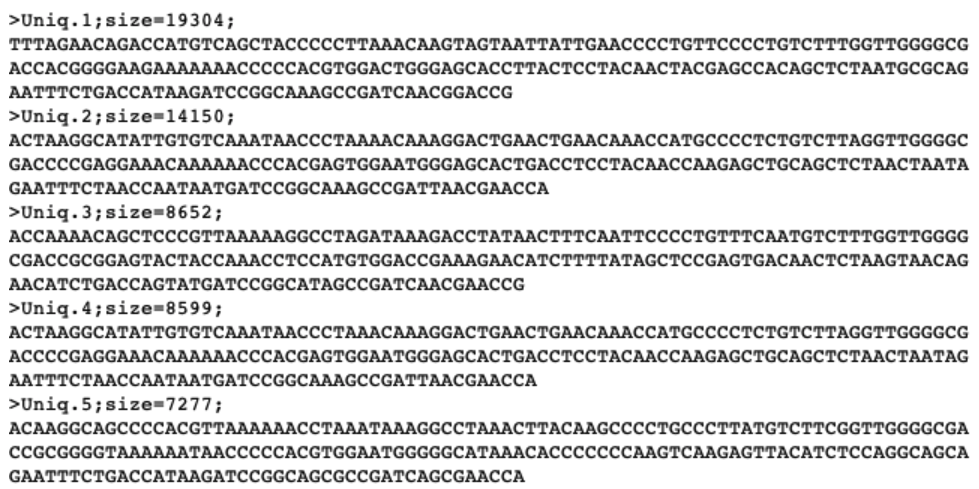 >Uniq.1;size=19304;
TTTAGAACAGACCATGTCAGCTACCCCCTTAAACAAGTAGTAATTATTGAACCCCTGTTCCCCTGTCTTTGGTTGGGGCG
ACCACGGGGAAGAAAAAAACCCCCACGTGGACTGGGAGCACCTTACTCCTACAACTACGAGCCACAGCTCTAATGCGCAG
AATTTCTGACCATAAGATCCGGCAAAGCCGATCAACGGACCG
>Uniq.2;size=14150;
ACTAAGGCATATTGTGTCAAATAACCCTAAAACAAAGGACTGAACTGAACAAACCATGCCCCTCTGTCTTAGGTTGGGGC
GACCCCGAGGAAACAAAAAACCCACGAGTGGAATGGGAGCACTGACCTCCTACAACCAAGAGCTGCAGCTCTAACTAATA
GAATTTCTAACCAATAATGATCCGGCAAAGCCGATTAACGAACCA
>Uniq.3;size=8652;
ACCAAAACAGCTCCCGTTAAAAAGGCCTAGATAAAGACCTATAACTTTCAATTCCCCTGTTTCAATGTCTTTGGTTGGGG
CGACCGCGGAGTACTACCAAACCTCCATGTGGACCGAAAGAACATCTTTTATAGCTCCGAGTGACAACTCTAAGTAACAG
AACATCTGACCAGTATGATCCGGCATAGCCGATCAACGAACCG
>Uniq.4;size=8599;
ACTAAGGCATATTGTGTCAAATAACCCTAAACAAAGGACTGAACTGAACAAACCATGCCCCTCTGTCTTAGGTTGGGGCG
ACCCCGAGGAAACAAAAAACCCACGAGTGGAATGGGAGCACTGACCTCCTACAACCAAGAGCTGCAGCTCTAACTAATAG
AATTTCTAACCAATAATGATCCGGCAAAGCCGATTAACGAACCA
>Uniq.5;size=7277;
ACAAGGCAGCCCCACGTTAAAAAACCTAAATAAAGGCCTAAACTTACAAGCCCCTGCCCTTATGTCTTCGGTTGGGGCGA
CCGCGGGGTAAAAAATAACCCCCACGTGGAATGGGGGCATAAACACCCCCCCAAGTCAAGAGTTACATCTCCAGGCAGCA
GAATTTCTGACCATAAGATCCGGCAGCGCCGATCAGCGAACCA